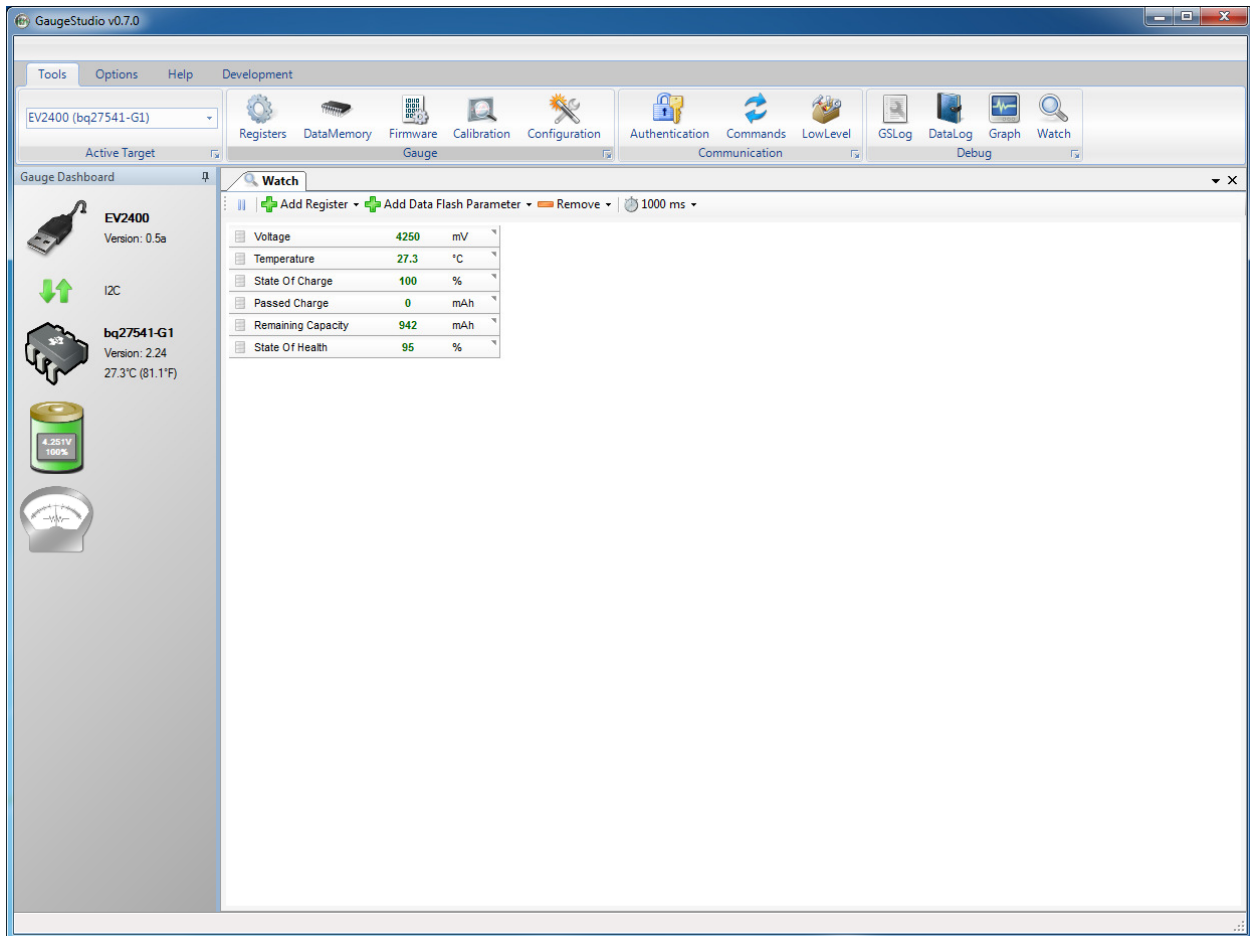 GaugeStudio v0.7.0
Tools Options Help Development
EV2400 (bq27541-G1)
Registers DataMemory Firmware Calibration Configuration Authentication Commands LowLevel GSLog DataLog Graph Watch
Active Target Gauge Communication Debug
Gauge Dashboard
EV2400
Version: 0.5a
I2C
bq27541-G1
Version: 2.24
27.3°C (81.1°F)
4.251V
100%
Watch
Add Register Add Data Flash Parameter Remove 1000 ms
Voltage 4250 mV
Temperature 27.3 °C
State Of Charge 100 %
Passed Charge 0 mAh
Remaining Capacity 942 mAh
State Of Health 95 %